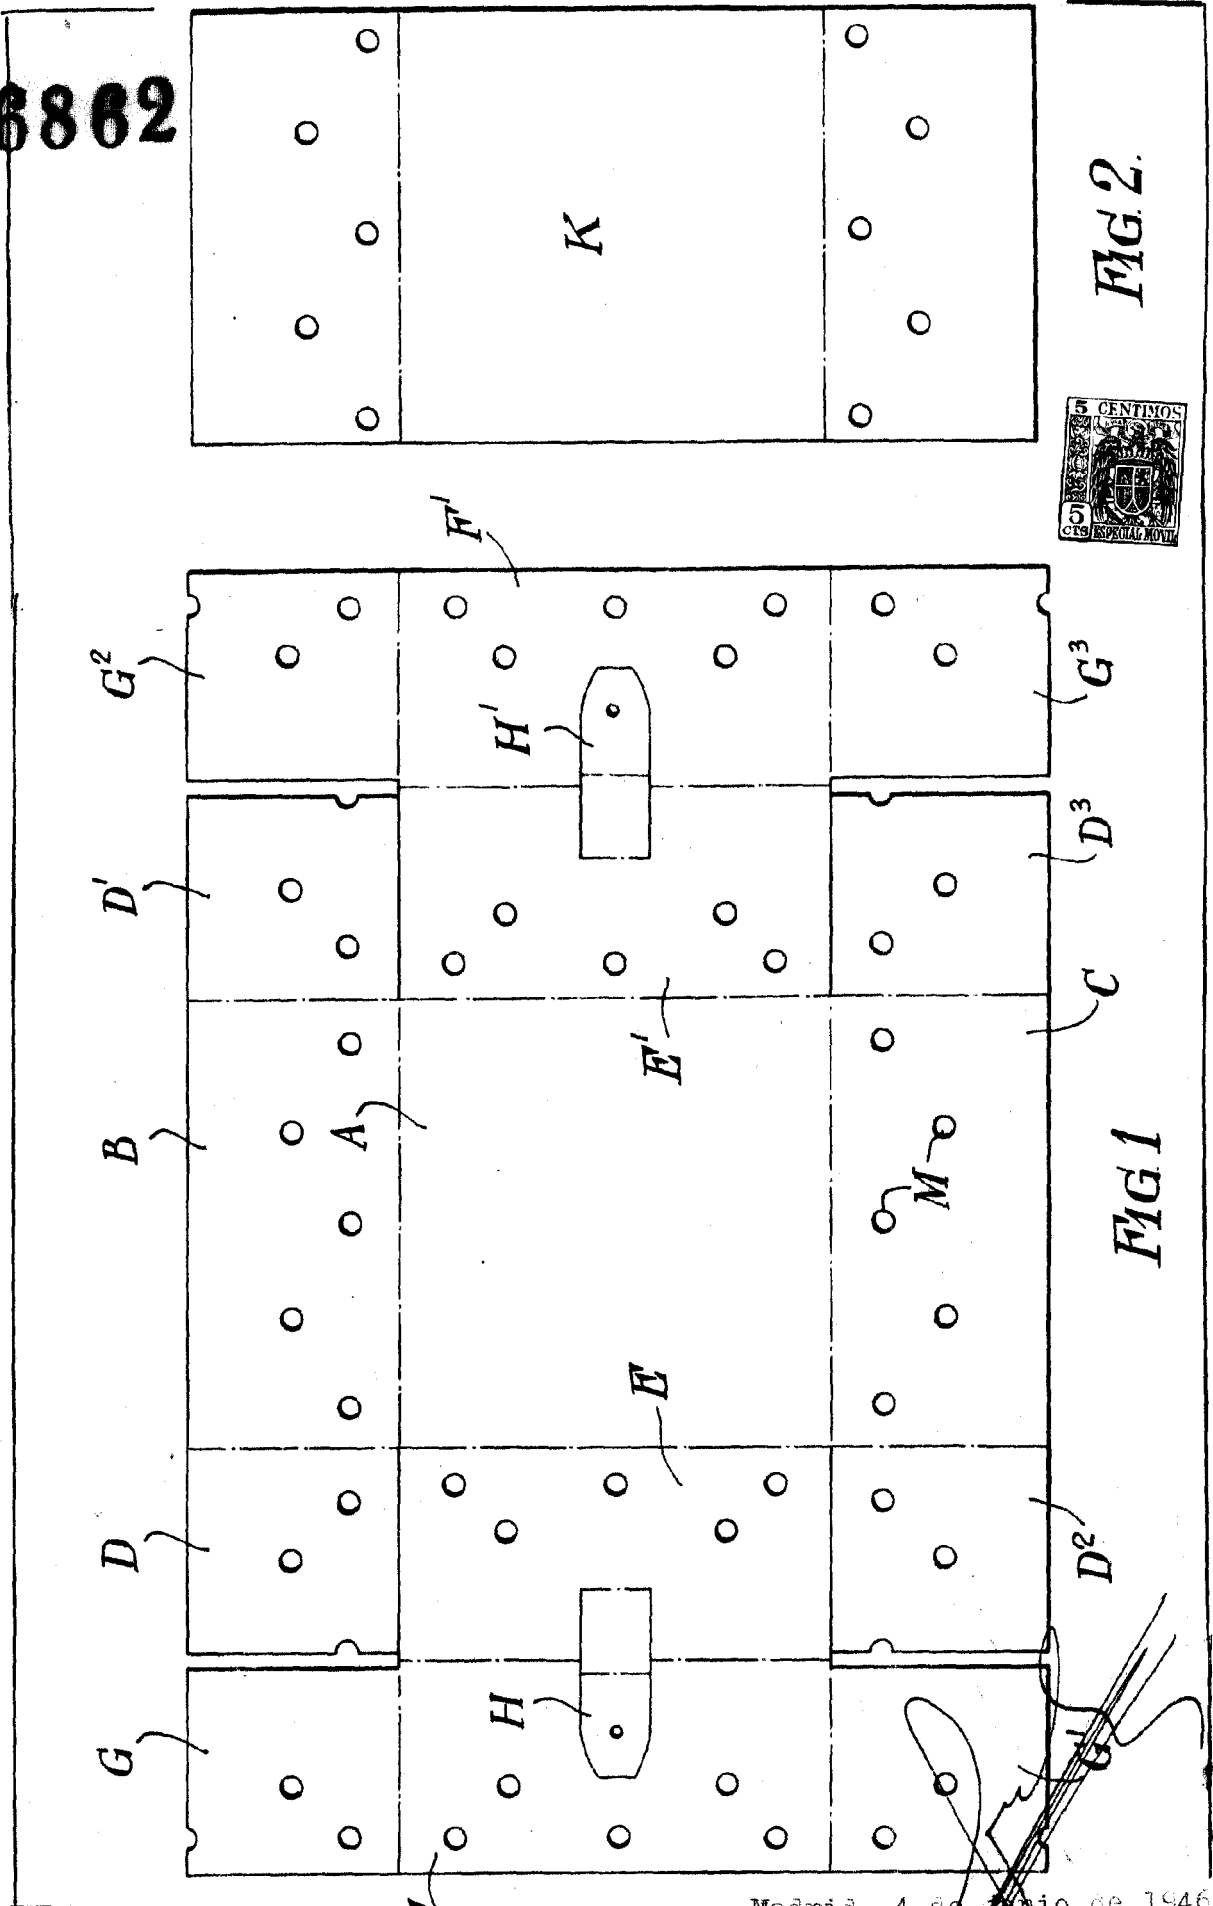 6862
K
FIG 2.
5 CENTIMOS
5
CTS
ESPECIAL MOVIL
F'
G²
H'
G³
D'
D³
E'
C
B
A
M
FIG 1
E
D
D²
H
G
G'
Madrid, 4 de junio de 1946